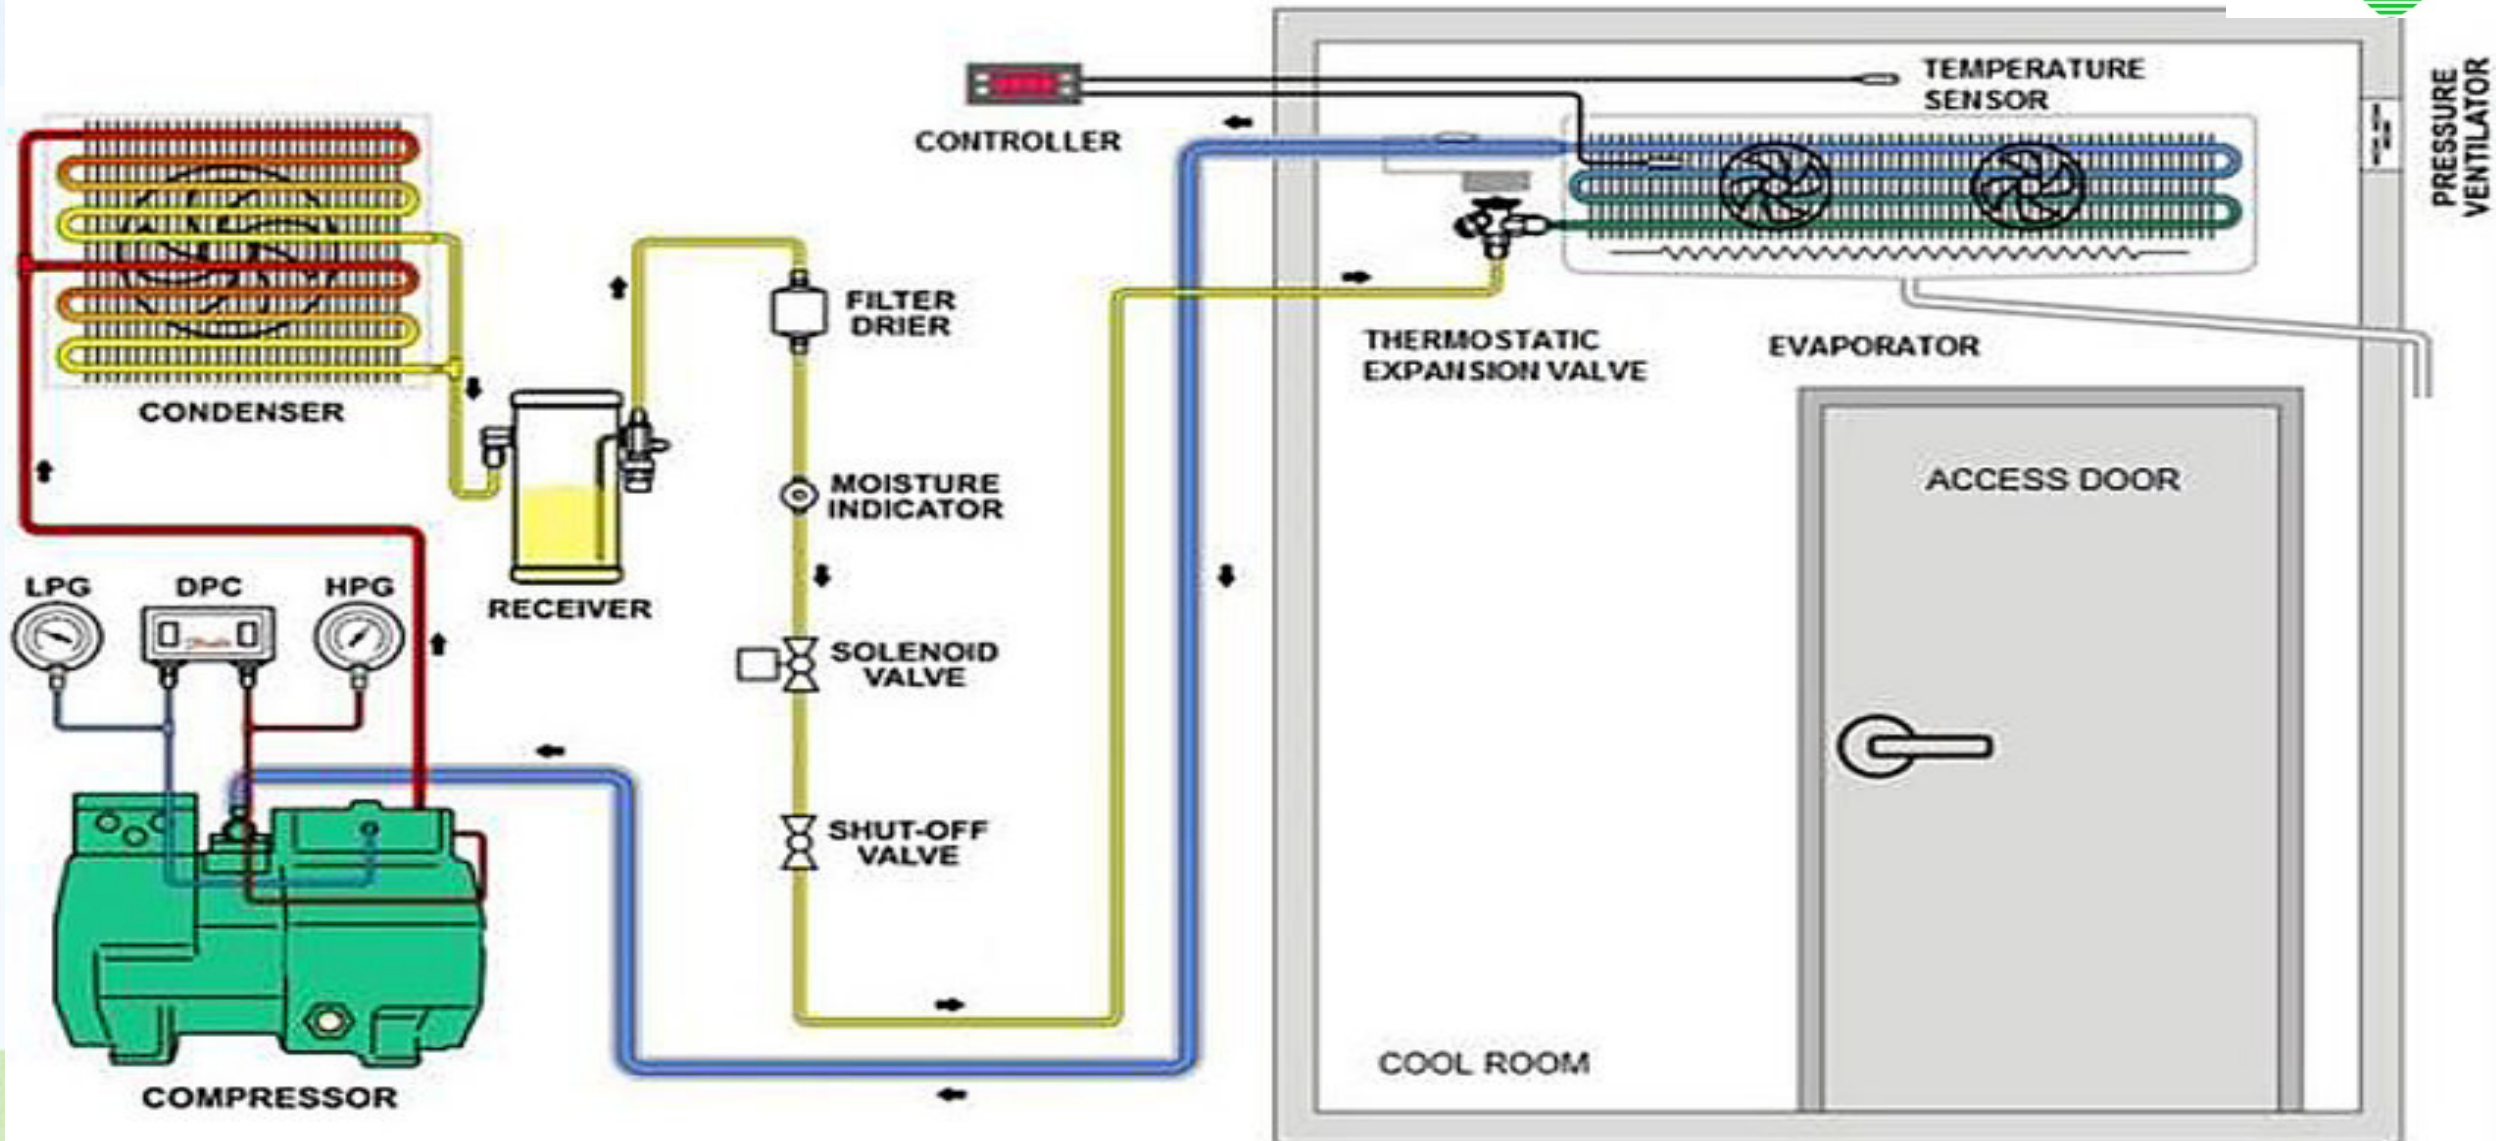 CONTROLLER
TEMPERATURE
SENSOR
PRESSURE
VENTILATOR
CONDENSER
FILTER
DRIER
THERMOSTATIC
EXPANSION VALVE
EVAPORATOR
MOISTURE
INDICATOR
ACCESS DOOR
LPG
DPC
HPG
RECEIVER
SOLENOID
VALVE
SHUT-OFF
VALVE
COMPRESSOR
COOL ROOM